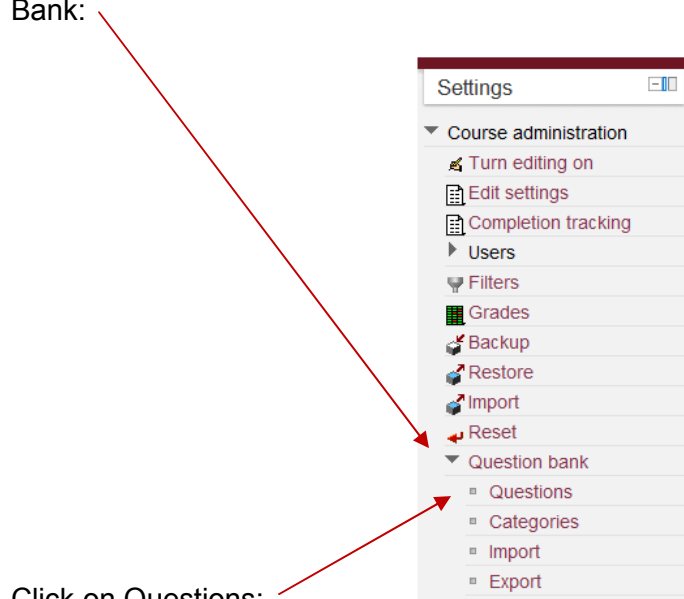 Bank:
Settings
Course administration
Turn editing on
Edit settings
Completion tracking
Users
Filters
Grades
Backup
Restore
Import
Reset
Question bank
Questions
Categories
Import
Export
Click on Questions: